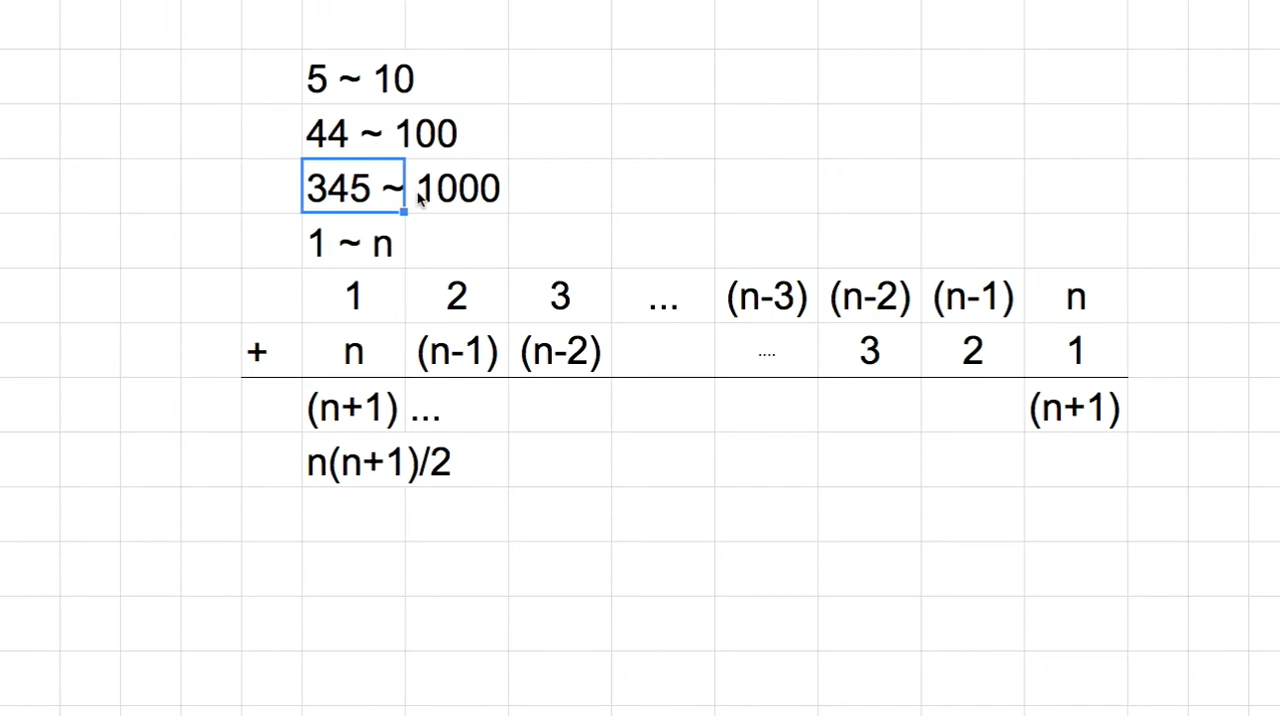 5 ~ 10
44 ~ 100
345 ~ 1000
1 ~ n
1 2 3 ... (n-3) (n-2) (n-1) n
+ n (n-1) (n-2) .... 3 2 1
(n+1) ... (n+1)
n(n+1)/2